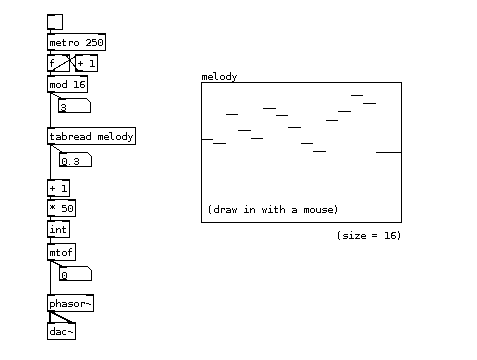 metro 250
f
+ 1
mod 16
3
tabread melody
0.3
+ 1
* 50
int
mtof
0
phasor~
dac~
melody
(draw in with a mouse)
(size = 16)